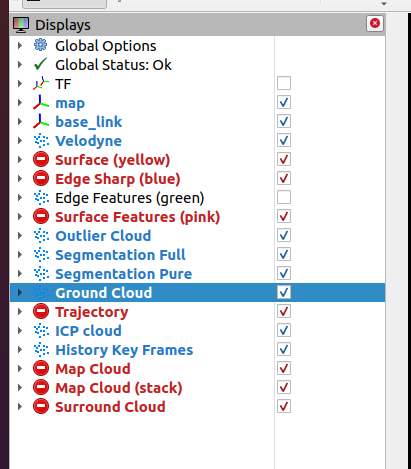 Displays
Global Options
Global Status: Ok
TF
map
base_link
Velodyne
Surface (yellow)
Edge Sharp (blue)
Edge Features (green)
Surface Features (pink)
Outlier Cloud
Segmentation Full
Segmentation Pure
Ground Cloud
Trajectory
ICP cloud
History Key Frames
Map Cloud
Map Cloud (stack)
Surround Cloud